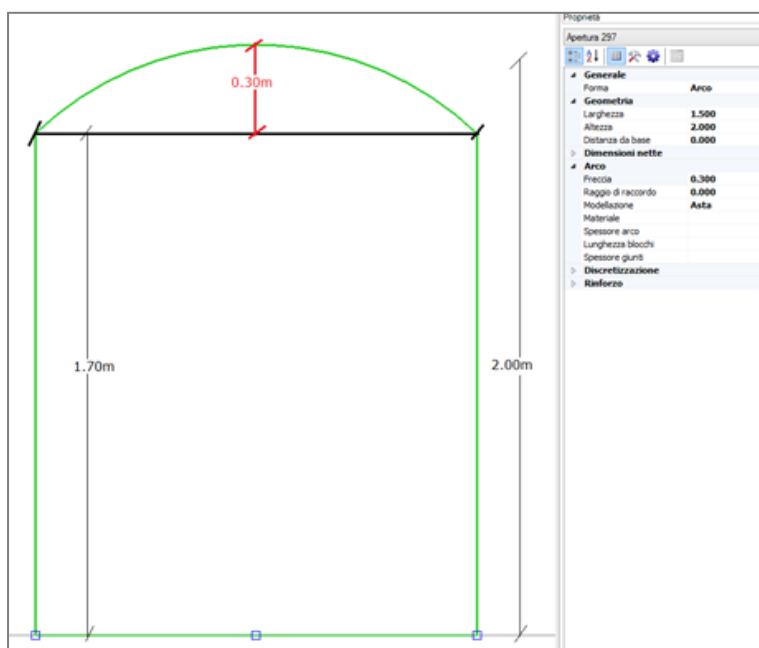 Proprietà
Apertura 297
Generale
Forma Arco
Geometria
Larghezza 1.500
Altezza 2.000
Distanza da base 0.000
Dimensioni nette
Arco
Freccia 0.300
Raggio di raccordo 0.000
Modellazione Asta
Materiale
Spessore arco
Lunghezza blocchi
Spessore giunti
Discretizzazione
Rinforzo
0.30m
1.70m
2.00m